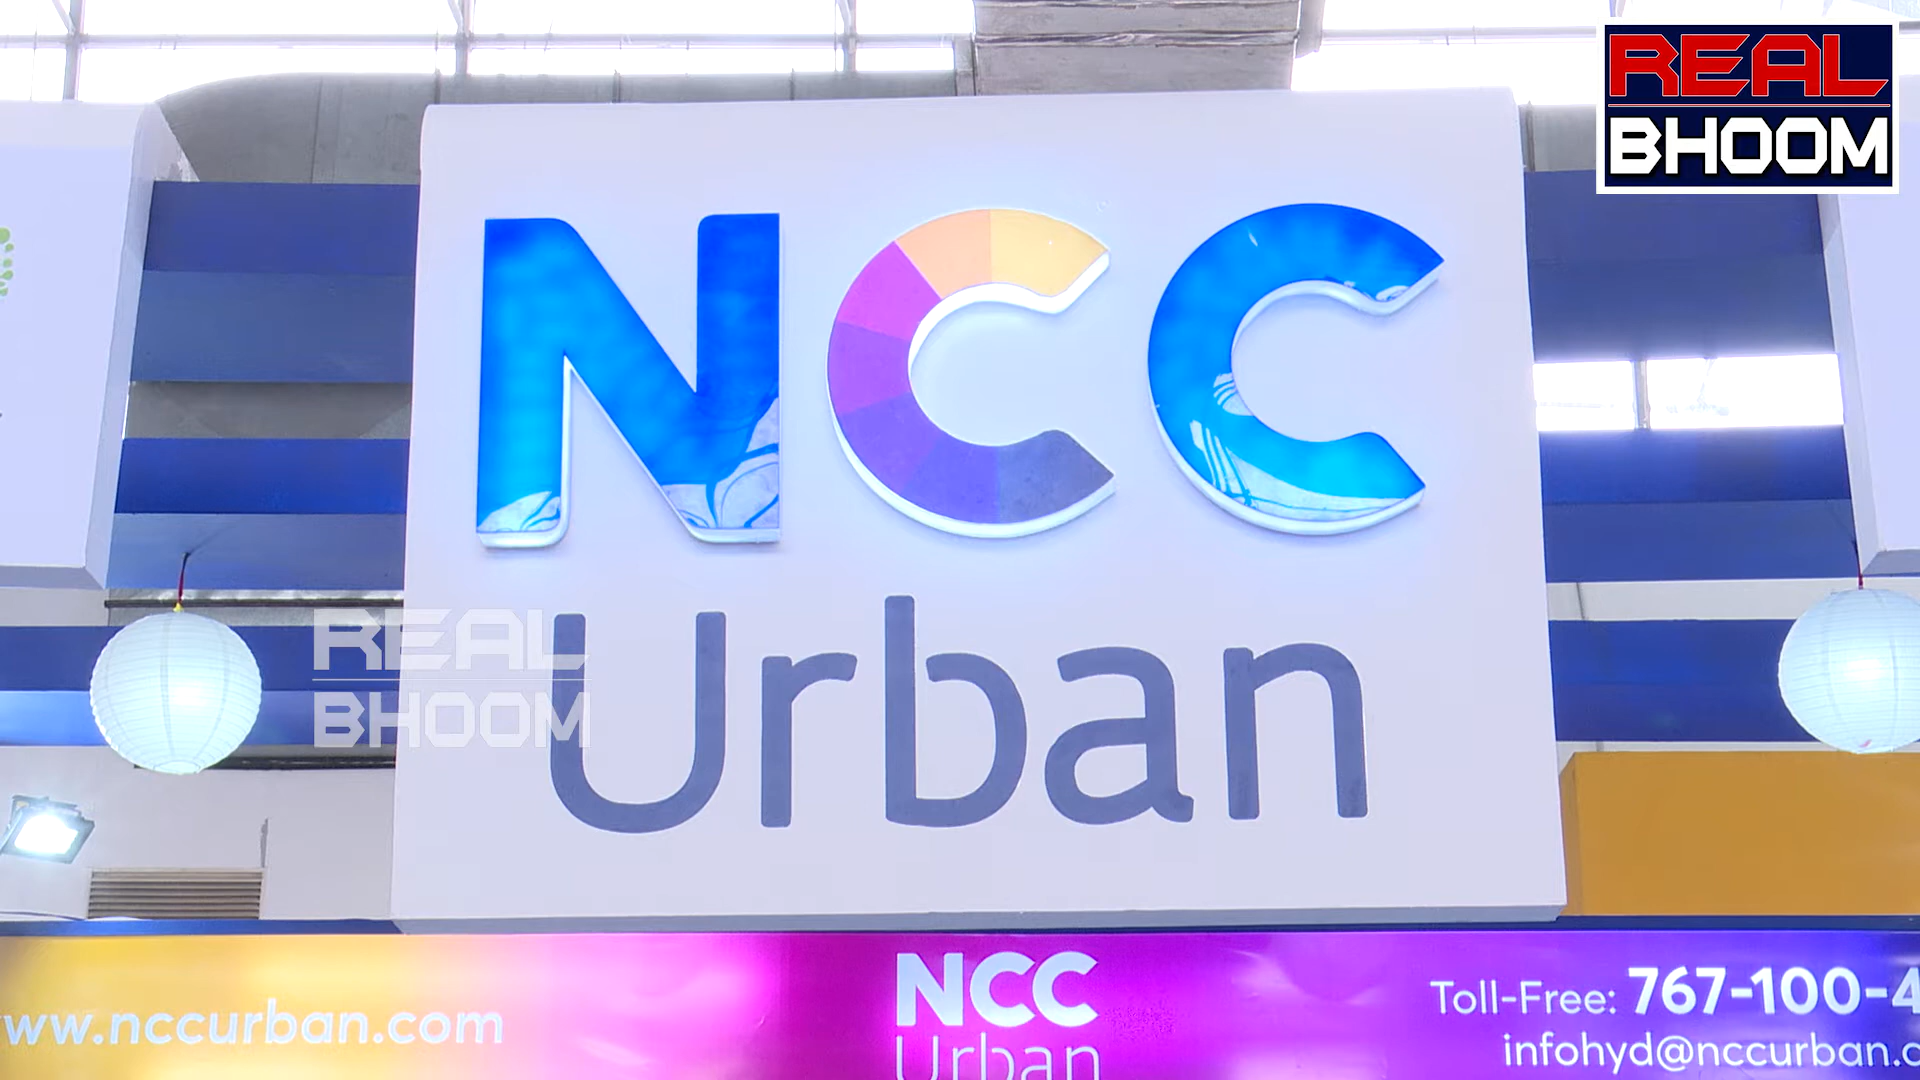 REAL
BHOOM
NCC
REAL
BHOOM
Urban
www.nccurban.com
NCC
Urban
Toll-Free: 767-100-4
infohyd@nccurban.c